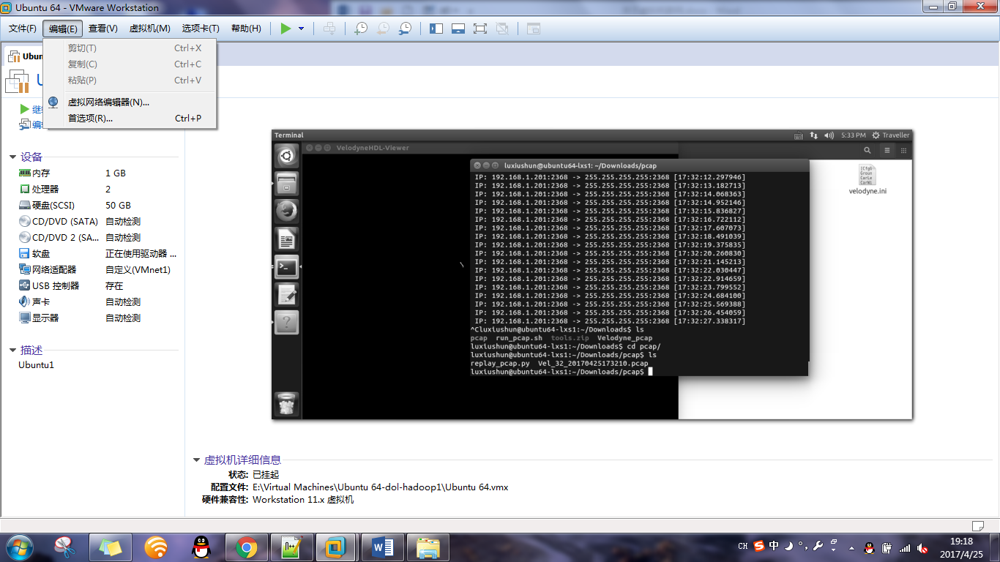 Ubuntu 64 - VMware Workstation
文件(F) 编辑(E) 查看(V) 虚拟机(M) 选项卡(T) 帮助(H)
剪切(T) Ctrl+X
复制(C) Ctrl+C
粘贴(P) Ctrl+V
虚拟网络编辑器(N)...
首选项(R)... Ctrl+P
Ubun
U
继
编
设备
内存 1 GB
处理器 2
硬盘(SCSI) 50 GB
CD/DVD (SATA) 自动检测
CD/DVD 2 (SA... 自动检测
软盘 正在使用驱动器 ...
网络适配器 自定义(VMnet1)
USB 控制器 存在
声卡 自动检测
显示器 自动检测
描述
Ubuntu1
Terminal 5:33 PM Traveller
VelodyneHDL-Viewer
luxiushun@ubuntu64-lxs1: ~/Downloads/pcap
IP: 192.168.1.201:2368 -> 255.255.255.255:2368 [17:32:12.297946]
IP: 192.168.1.201:2368 -> 255.255.255.255:2368 [17:32:13.182713]
IP: 192.168.1.201:2368 -> 255.255.255.255:2368 [17:32:14.068363]
IP: 192.168.1.201:2368 -> 255.255.255.255:2368 [17:32:14.952146]
IP: 192.168.1.201:2368 -> 255.255.255.255:2368 [17:32:15.836827]
IP: 192.168.1.201:2368 -> 255.255.255.255:2368 [17:32:16.722112]
IP: 192.168.1.201:2368 -> 255.255.255.255:2368 [17:32:17.607073]
IP: 192.168.1.201:2368 -> 255.255.255.255:2368 [17:32:18.491039]
IP: 192.168.1.201:2368 -> 255.255.255.255:2368 [17:32:19.375835]
IP: 192.168.1.201:2368 -> 255.255.255.255:2368 [17:32:20.260830]
IP: 192.168.1.201:2368 -> 255.255.255.255:2368 [17:32:21.145213]
IP: 192.168.1.201:2368 -> 255.255.255.255:2368 [17:32:22.030447]
IP: 192.168.1.201:2368 -> 255.255.255.255:2368 [17:32:22.914659]
IP: 192.168.1.201:2368 -> 255.255.255.255:2368 [17:32:23.799552]
IP: 192.168.1.201:2368 -> 255.255.255.255:2368 [17:32:24.684100]
IP: 192.168.1.201:2368 -> 255.255.255.255:2368 [17:32:25.569388]
IP: 192.168.1.201:2368 -> 255.255.255.255:2368 [17:32:26.454059]
IP: 192.168.1.201:2368 -> 255.255.255.255:2368 [17:32:27.338317]
^Cluxiushun@ubuntu64-lxs1:~/Downloads$ ls
pcap run_pcap.sh tools.zip Velodyne_pcap
luxiushun@ubuntu64-lxs1:~/Downloads$ cd pcap/
luxiushun@ubuntu64-lxs1:~/Downloads/pcap$ ls
replay_pcap.py Vel_32_20170425173210.pcap
luxiushun@ubuntu64-lxs1:~/Downloads/pcap$
[Cfg6
Groun
CarLe
CarWi
velodyne.ini
虚拟机详细信息
状态: 已挂起
配置文件: E:\Virtual Machines\Ubuntu 64-dol-hadoop1\Ubuntu 64.vmx
硬件兼容性: Workstation 11.x 虚拟机
CH 中
19:18
2017/4/25